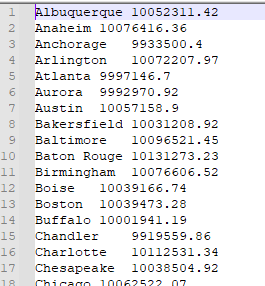 1 Albuquerque 10052311.42
2 Anaheim 10076416.36
3 Anchorage 9933500.4
4 Arlington 10072207.97
5 Atlanta 9997146.7
6 Aurora 9992970.92
7 Austin 10057158.9
8 Bakersfield 10031208.92
9 Baltimore 10096521.45
10 Baton Rouge 10131273.23
11 Birmingham 10076606.52
12 Boise 10039166.74
13 Boston 10039473.28
14 Buffalo 10001941.19
15 Chandler 9919559.86
16 Charlotte 10112531.34
17 Chesapeake 10038504.92
18 Chicago 10062522.07